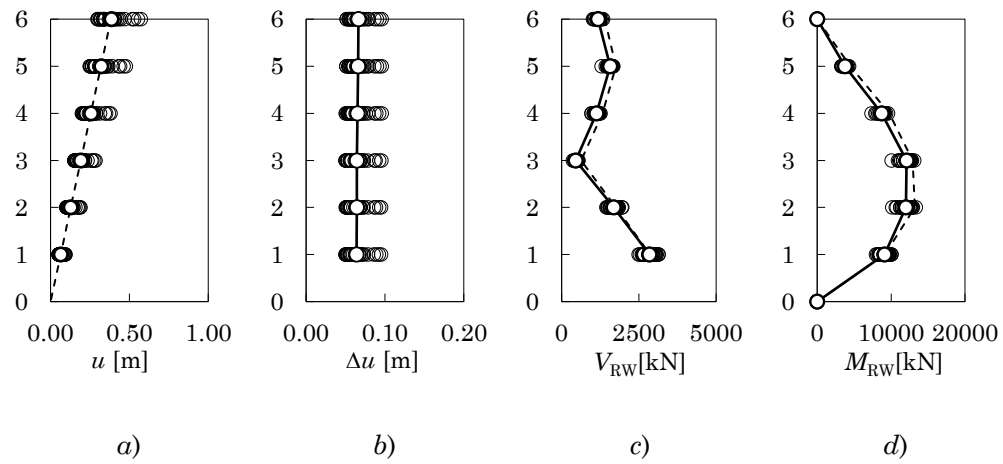 6 6 6 6
5 5 5 5
4 4 4 4
3 3 3 3
2 2 2 2
1 1 1 1
0 0 0 0
0.00 0.50 1.00 0.00 0.10 0.20 0 2500 5000 0 10000 20000
u [m] Δu [m] V_RW[kN] M_RW[kN]
a) b) c) d)